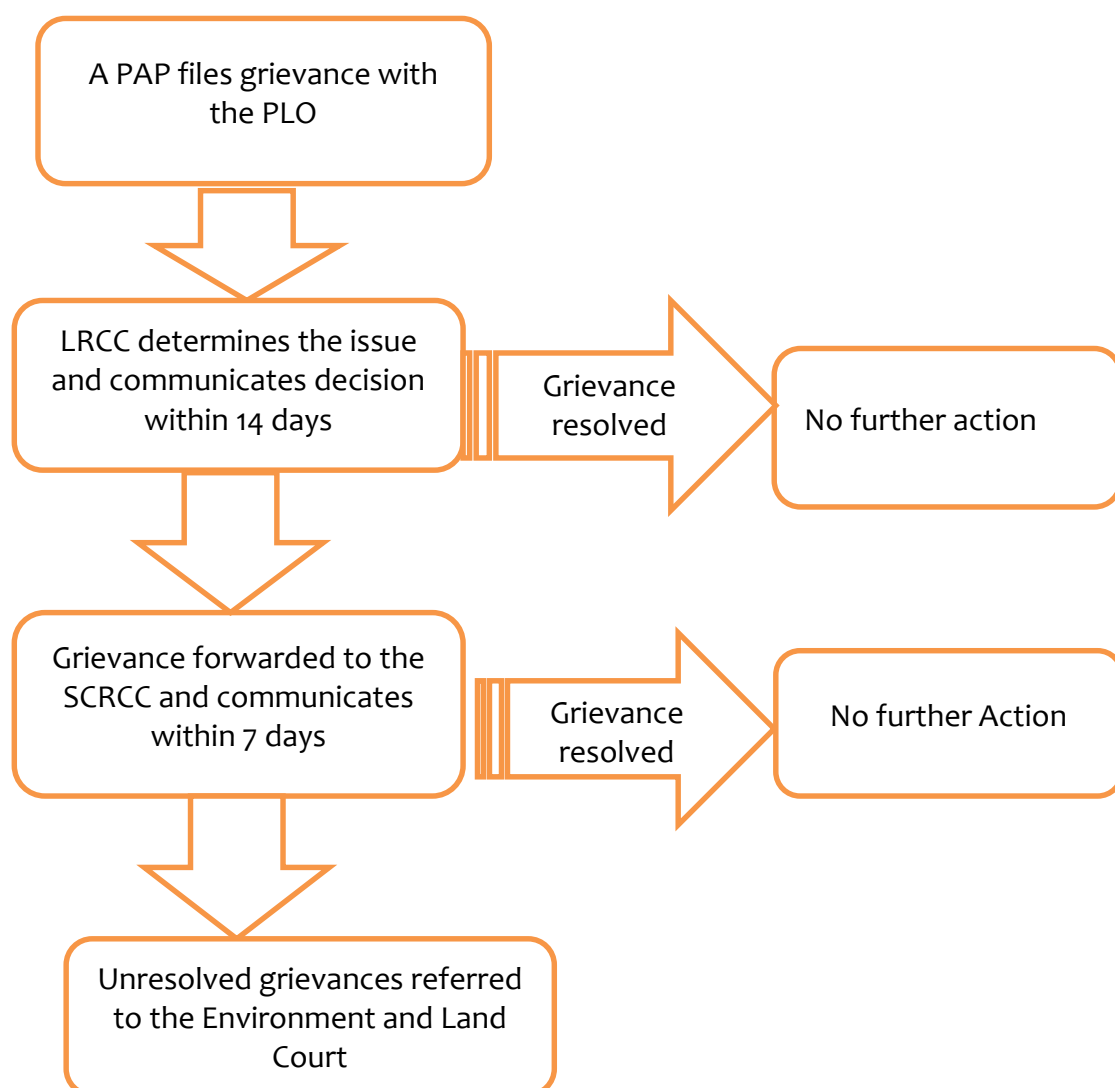 A PAP files grievance with
the PLO
LRCC determines the issue
and communicates decision
within 14 days
Grievance
resolved
No further action
Grievance forwarded to the
SCRCC and communicates
within 7 days
Grievance
resolved
No further Action
Unresolved grievances referred
to the Environment and Land
Court